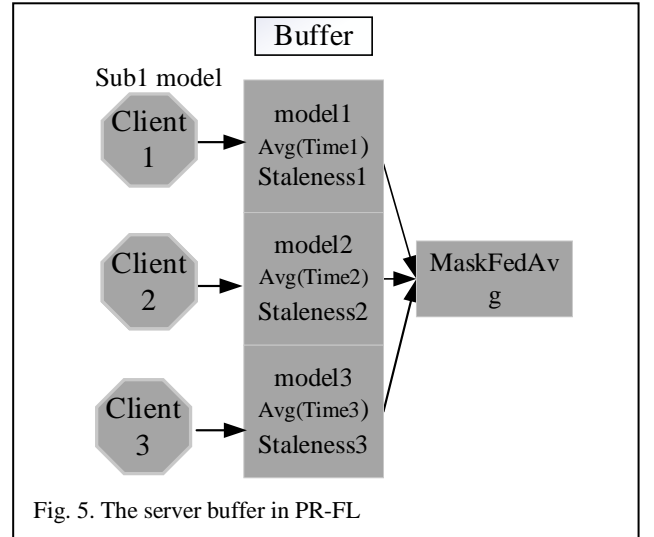 Buffer
Sub1 model
Client
1
model1
Avg(Time1)
Staleness1
Client
2
model2
Avg(Time2)
Staleness2
MaskFedAv
g
Client
3
model3
Avg(Time3)
Staleness3
Fig. 5. The server buffer in PR-FL